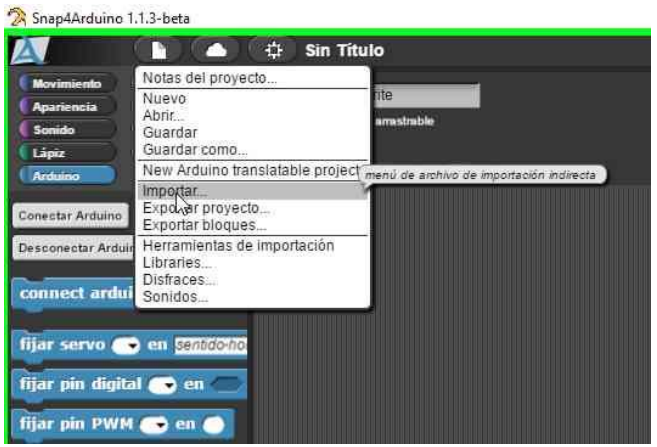 Snap4Arduino 1.1.3-beta
Sin Título
Movimiento
Apariencia
Sonido
Lápiz
Arduino
Notas del proyecto...
Nuevo
Abrir...
Guardar
Guardar como...
New Arduino translatable project
Importar...
Exportar proyecto...
Exportar bloques...
Herramientas de importación
Libraries...
Disfraces...
Sonidos...
nte
arrastrable
menú de archivo de importación indirecta
Conectar Arduino
Desconectar Arduin
connect ardui
fijar servo en sentido-ho
fijar pin digital en
fijar pin PWM en